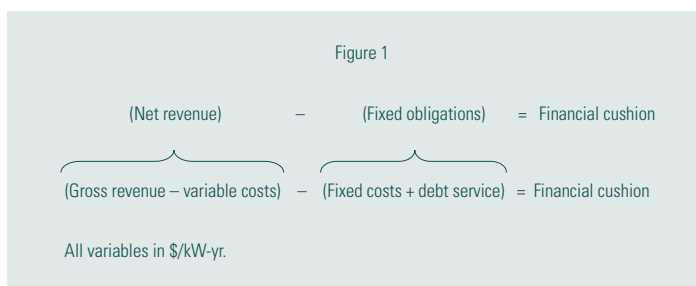 Figure 1
(Net revenue) – (Fixed obligations) = Financial cushion
(Gross revenue – variable costs) – (Fixed costs + debt service) = Financial cushion
All variables in $/kW-yr.